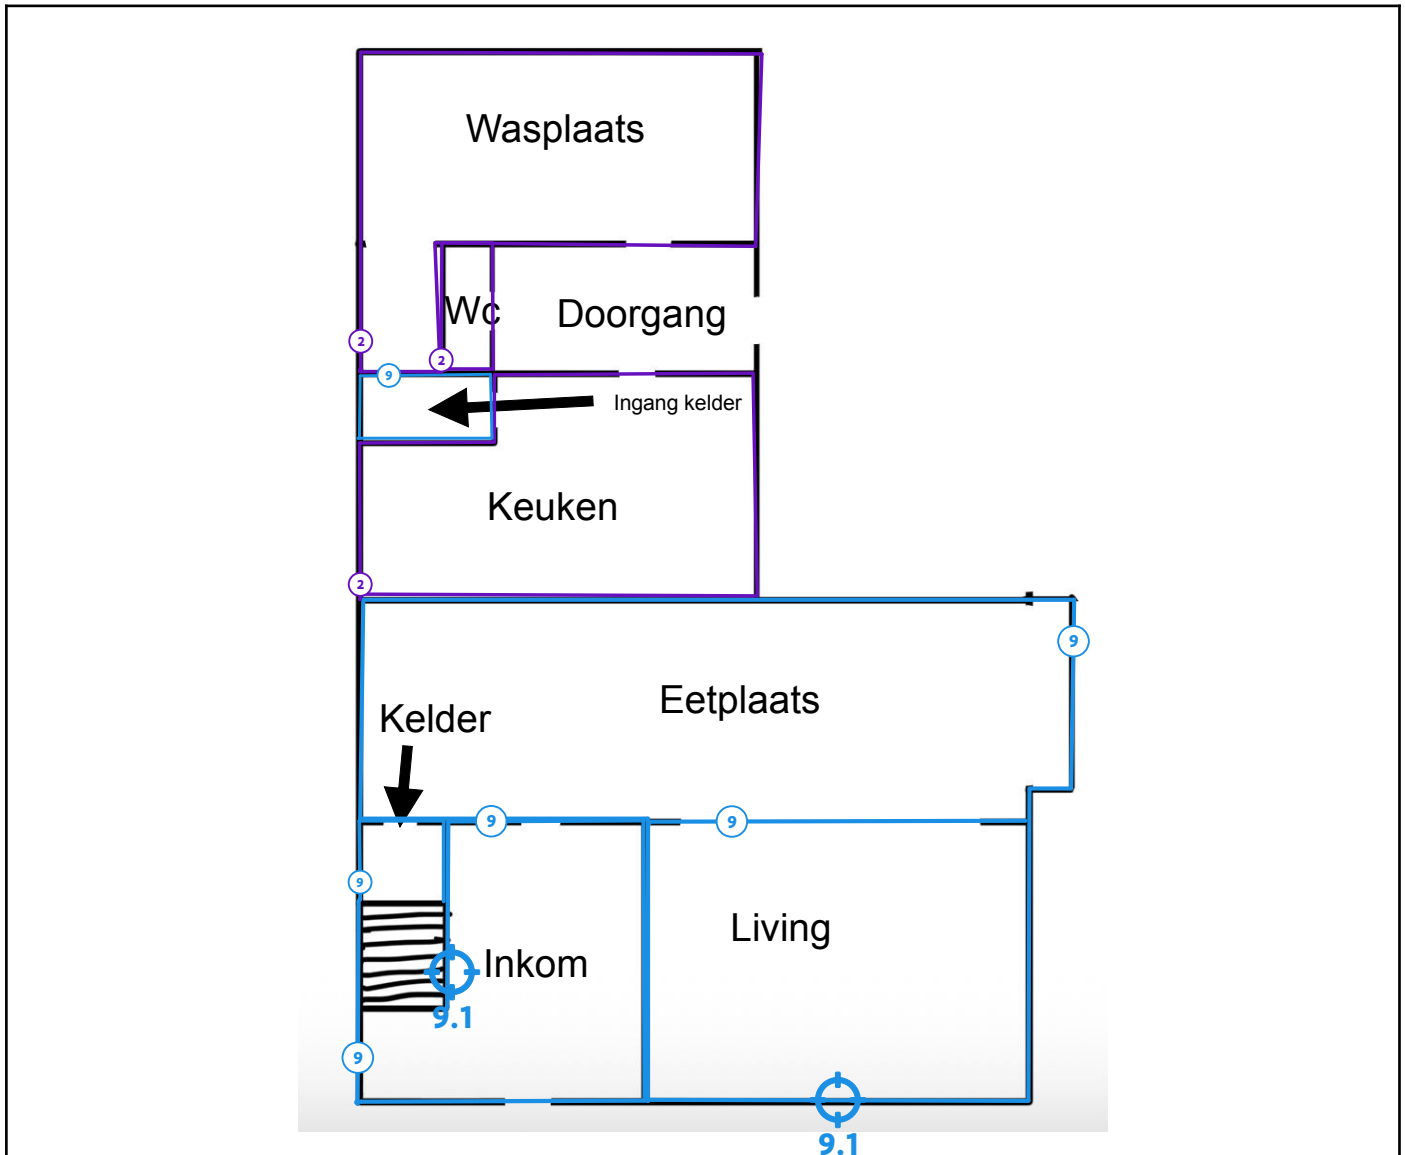 Wasplaats
Wc
Doorgang
2
2
9
Ingang kelder
Keuken
2
9
Eetplaats
Kelder
9
9
9
Living
Inkom
9.1
9
9.1